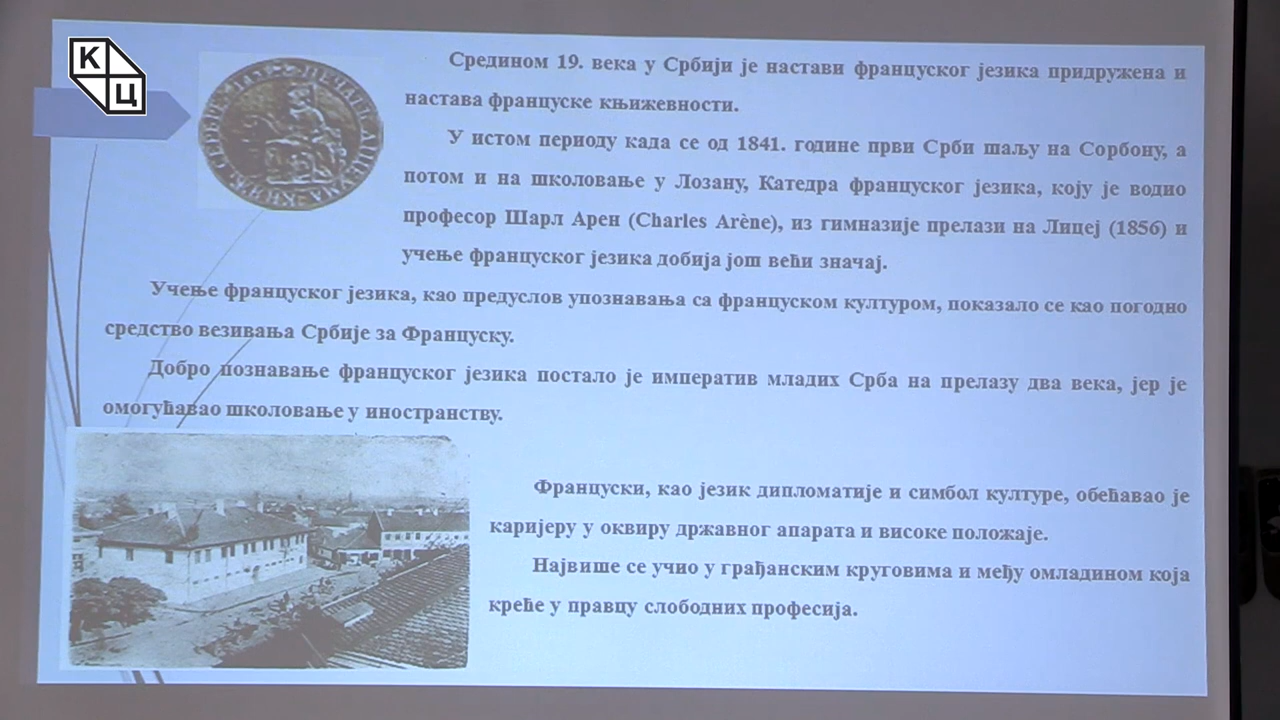 К
Ц
Средином 19. века у Србији је настави француског језика придружена и
настава француске књижевности.
У истом периоду када се од 1841. године први Срби шаљу на Сорбону, а
потом и на школовање у Лозану, Катедра француског језика, коју је водио
професор Шарл Арен (Charles Arène), из гимназије прелази на Лицеј (1856) и
учење француског језика добија још већи значај.
Учење француског језика, као предуслов упознавања са француском културом, показало се као погодно
средство везивања Србије за Француску.
Добро познавање француског језика постало је императив младих Срба на прелазу два века, јер је
омогућавао школовање у иностранству.
Француски, као језик дипломатије и симбол културе, обећавао је
каријеру у оквиру државног апарата и високе положаје.
Највише се учио у грађанским круговима и међу омладином која
креће у правцу слободних професија.